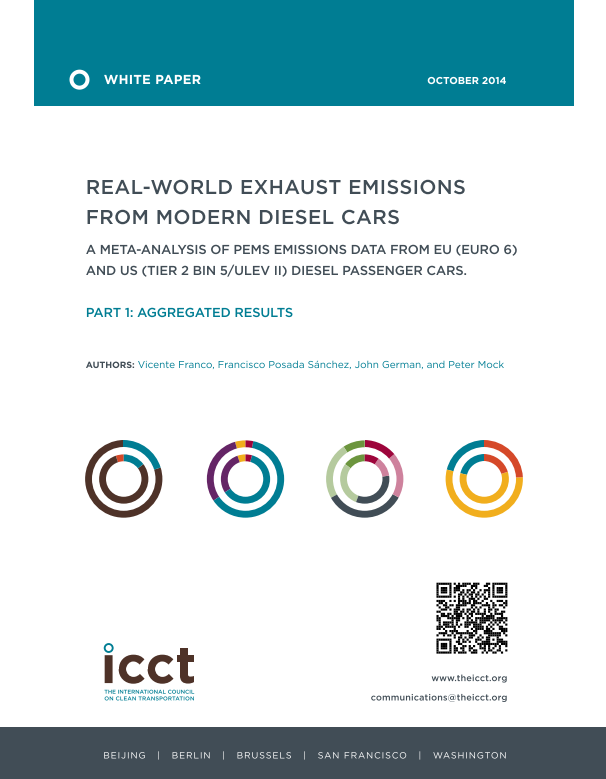 WHITE PAPER
OCTOBER 2014
REAL-WORLD EXHAUST EMISSIONS
FROM MODERN DIESEL CARS
A META-ANALYSIS OF PEMS EMISSIONS DATA FROM EU (EURO 6)
AND US (TIER 2 BIN 5/ULEV II) DIESEL PASSENGER CARS.
PART 1: AGGREGATED RESULTS
AUTHORS: Vicente Franco, Francisco Posada Sánchez, John German, and Peter Mock
icct
THE INTERNATIONAL COUNCIL
ON CLEAN TRANSPORTATION
www.theicct.org
communications@theicct.org
BEIJING | BERLIN | BRUSSELS | SAN FRANCISCO | WASHINGTON